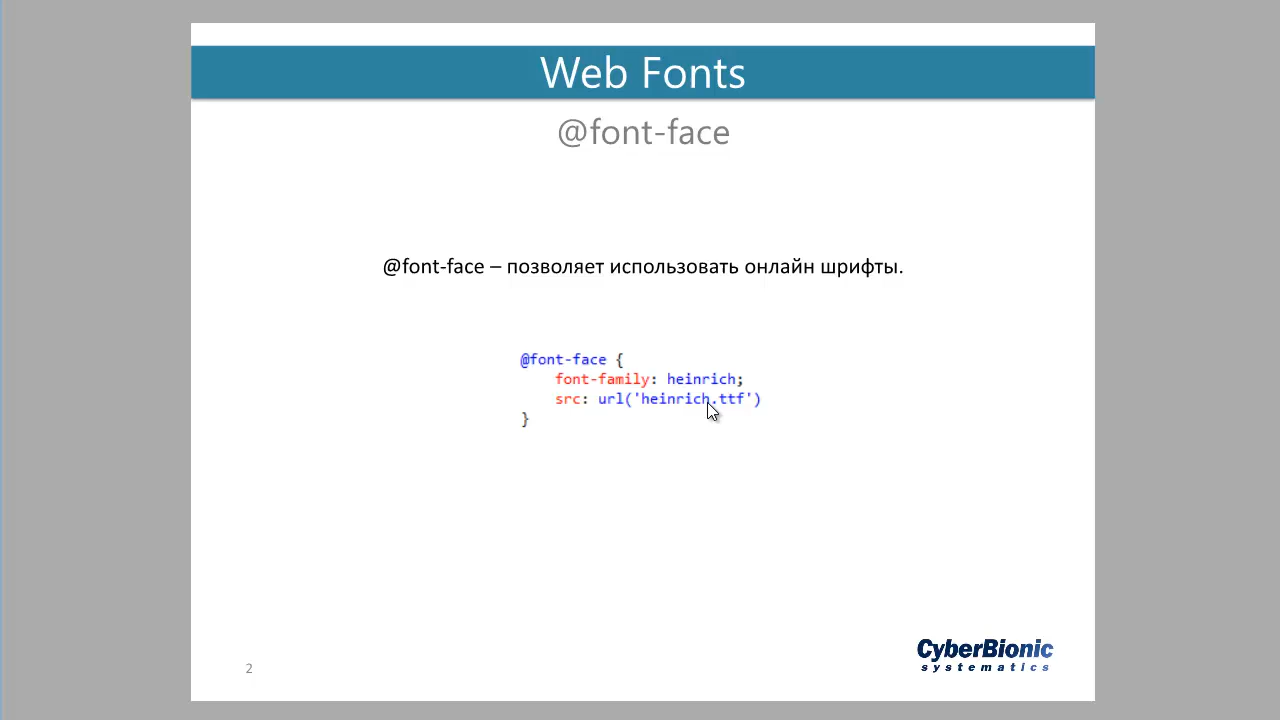 Web Fonts
@font-face
@font-face – позволяет использовать онлайн шрифты.
@font-face {
font-family: heinrich;
src: url('heinrich.ttf')
}
CyberBionic
systematics
2